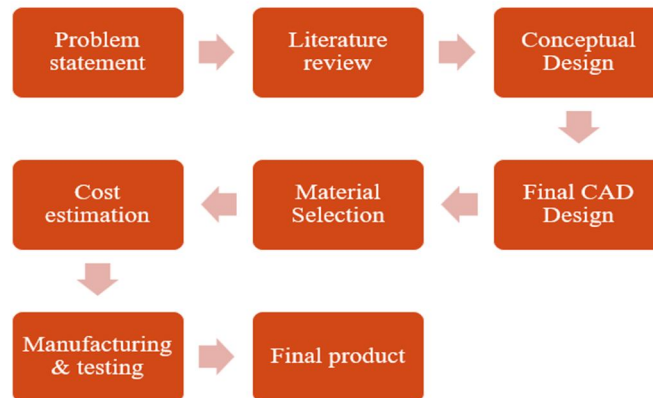 Problem
statement
Literature
review
Conceptual
Design
Final CAD
Design
Material
Selection
Cost
estimation
Manufacturing
& testing
Final product